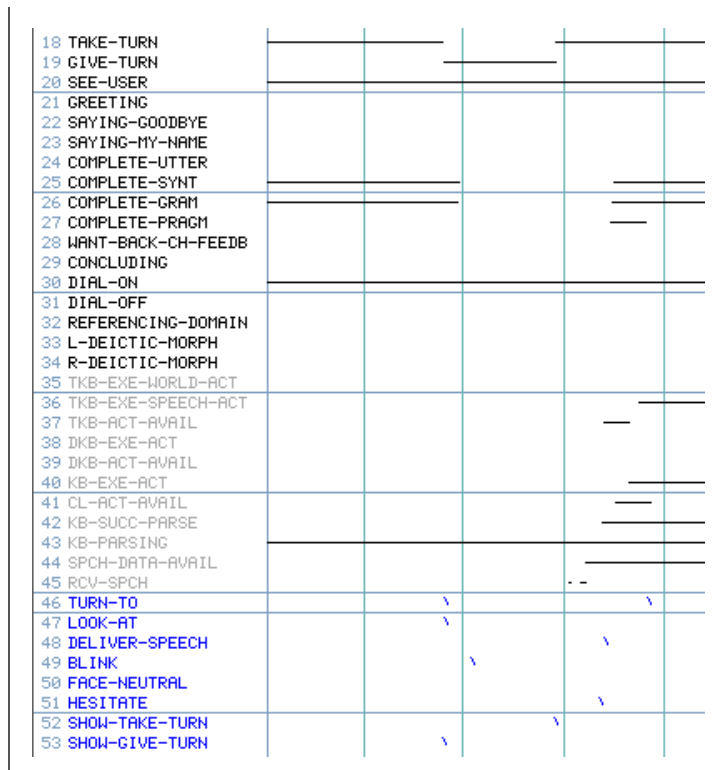 18 TAKE-TURN
19 GIVE-TURN
20 SEE-USER
21 GREETING
22 SAYING-GOODBYE
23 SAYING-MY-NAME
24 COMPLETE-UTTER
25 COMPLETE-SYNT
26 COMPLETE-GRAM
27 COMPLETE-PRAGM
28 WANT-BACK-CH-FEEDB
29 CONCLUDING
30 DIAL-ON
31 DIAL-OFF
32 REFERENCING-DOMAIN
33 L-DEICTIC-MORPH
34 R-DEICTIC-MORPH
35 TKB-EXE-WORLD-ACT
36 TKB-EXE-SPEECH-ACT
37 TKB-ACT-AVAIL
38 DKB-EXE-ACT
39 DKB-ACT-AVAIL
40 KB-EXE-ACT
41 CL-ACT-AVAIL
42 KB-SUCC-PARSE
43 KB-PARSING
44 SPCH-DATA-AVAIL
45 RCV-SPCH
46 TURN-TO
47 LOOK-AT
48 DELIVER-SPEECH
49 BLINK
50 FACE-NEUTRAL
51 HESITATE
52 SHOW-TAKE-TURN
53 SHOW-GIVE-TURN